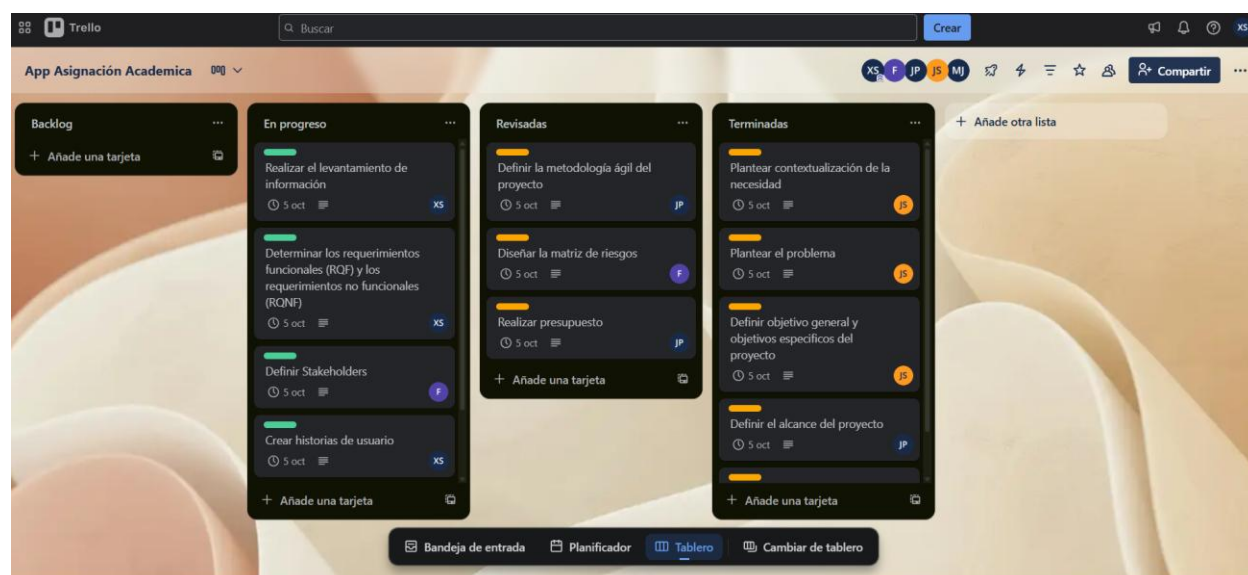 Trello
Buscar
Crear
XS
App Asignación Academica
XS
F
JP
JS
MJ
Compartir
Backlog
Añade una tarjeta
En progreso
Realizar el levantamiento de
información
5 oct
XS
Determinar los requerimientos
funcionales (RQF) y los
requerimientos no funcionales
(RQNF)
5 oct
XS
Definir Stakeholders
5 oct
F
Crear historias de usuario
5 oct
XS
Añade una tarjeta
Revisadas
Definir la metodología ágil del
proyecto
5 oct
JP
Diseñar la matriz de riesgos
5 oct
F
Realizar presupuesto
5 oct
JP
Añade una tarjeta
Terminadas
Plantear contextualización de la
necesidad
5 oct
JS
Plantear el problema
5 oct
JS
Definir objetivo general y
objetivos especificos del
proyecto
5 oct
JS
Definir el alcance del proyecto
5 oct
JP
Añade una tarjeta
Añade otra lista
Bandeja de entrada
Planificador
Tablero
Cambiar de tablero